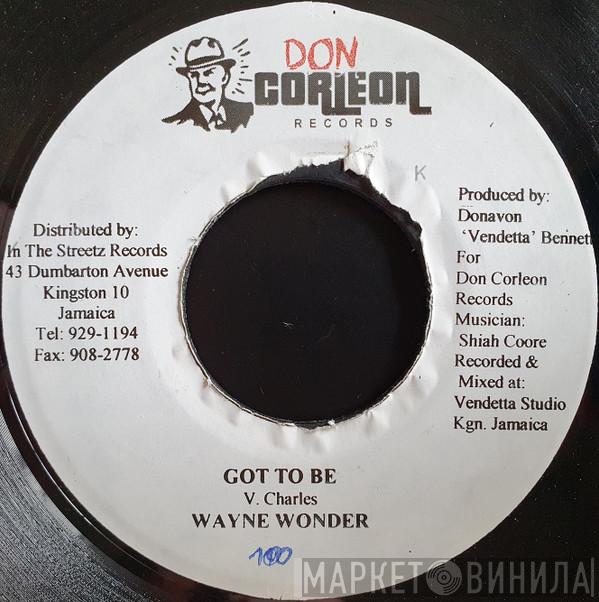 DON
CORLEON
RECORDS
K
Distributed by:
In The Streetz Records
43 Dumbarton Avenue
Kingston 10
Jamaica
Tel: 929-1194
Fax: 908-2778
Produced by:
Donavon
'Vendetta' Bennett
For
Don Corleon
Records
Musician:
Shiah Coore
Recorded &
Mixed at:
Vendetta Studio
Kgn. Jamaica
GOT TO BE
V. Charles
WAYNE WONDER
100
МАРКЕТ ВИНИЛА